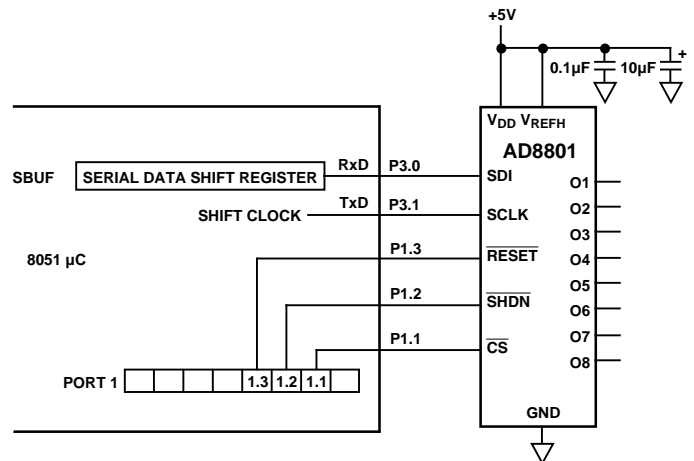 +5V
0.1µF 10µF +
VDD VREFH
AD8801
RxD P3.0 SDI
SBUF SERIAL DATA SHIFT REGISTER
TxD P3.1 SCLK
SHIFT CLOCK
P1.3 RESET
8051 µC
P1.2 SHDN
P1.1 CS
O1
O2
O3
O4
O5
O6
O7
O8
PORT 1 1.3 1.2 1.1
GND